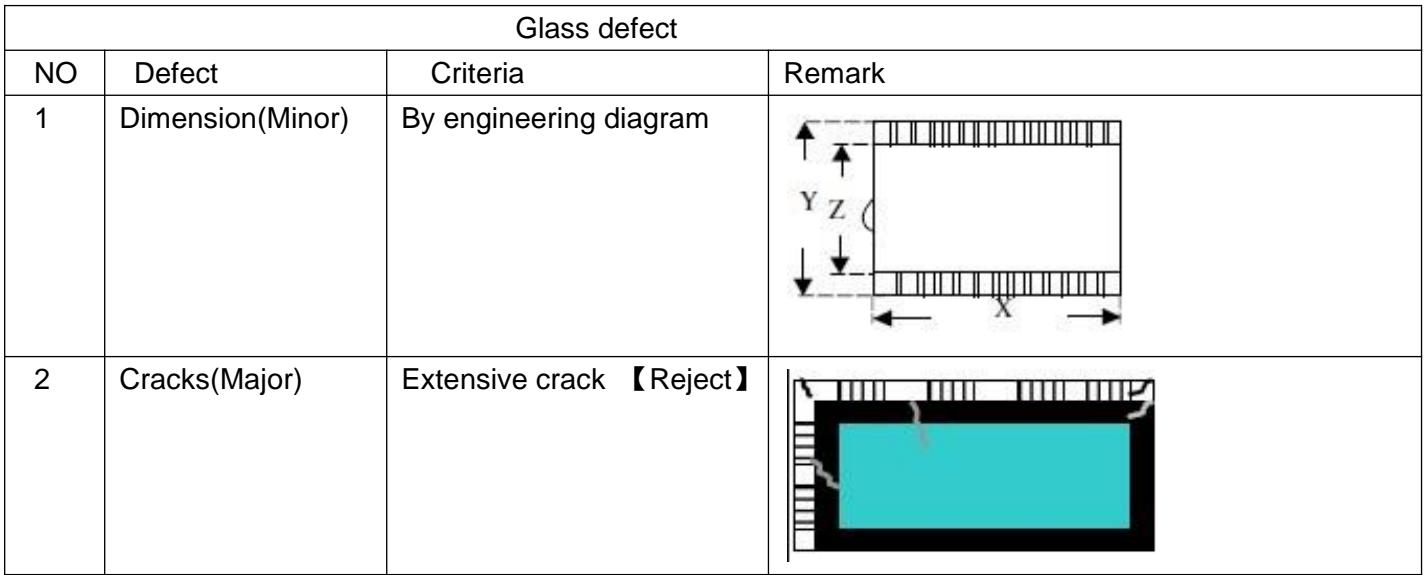 Glass defect
NO Defect Criteria Remark
1 Dimension(Minor) By engineering diagram
Y
Z
X
2 Cracks(Major) Extensive crack 【Reject】